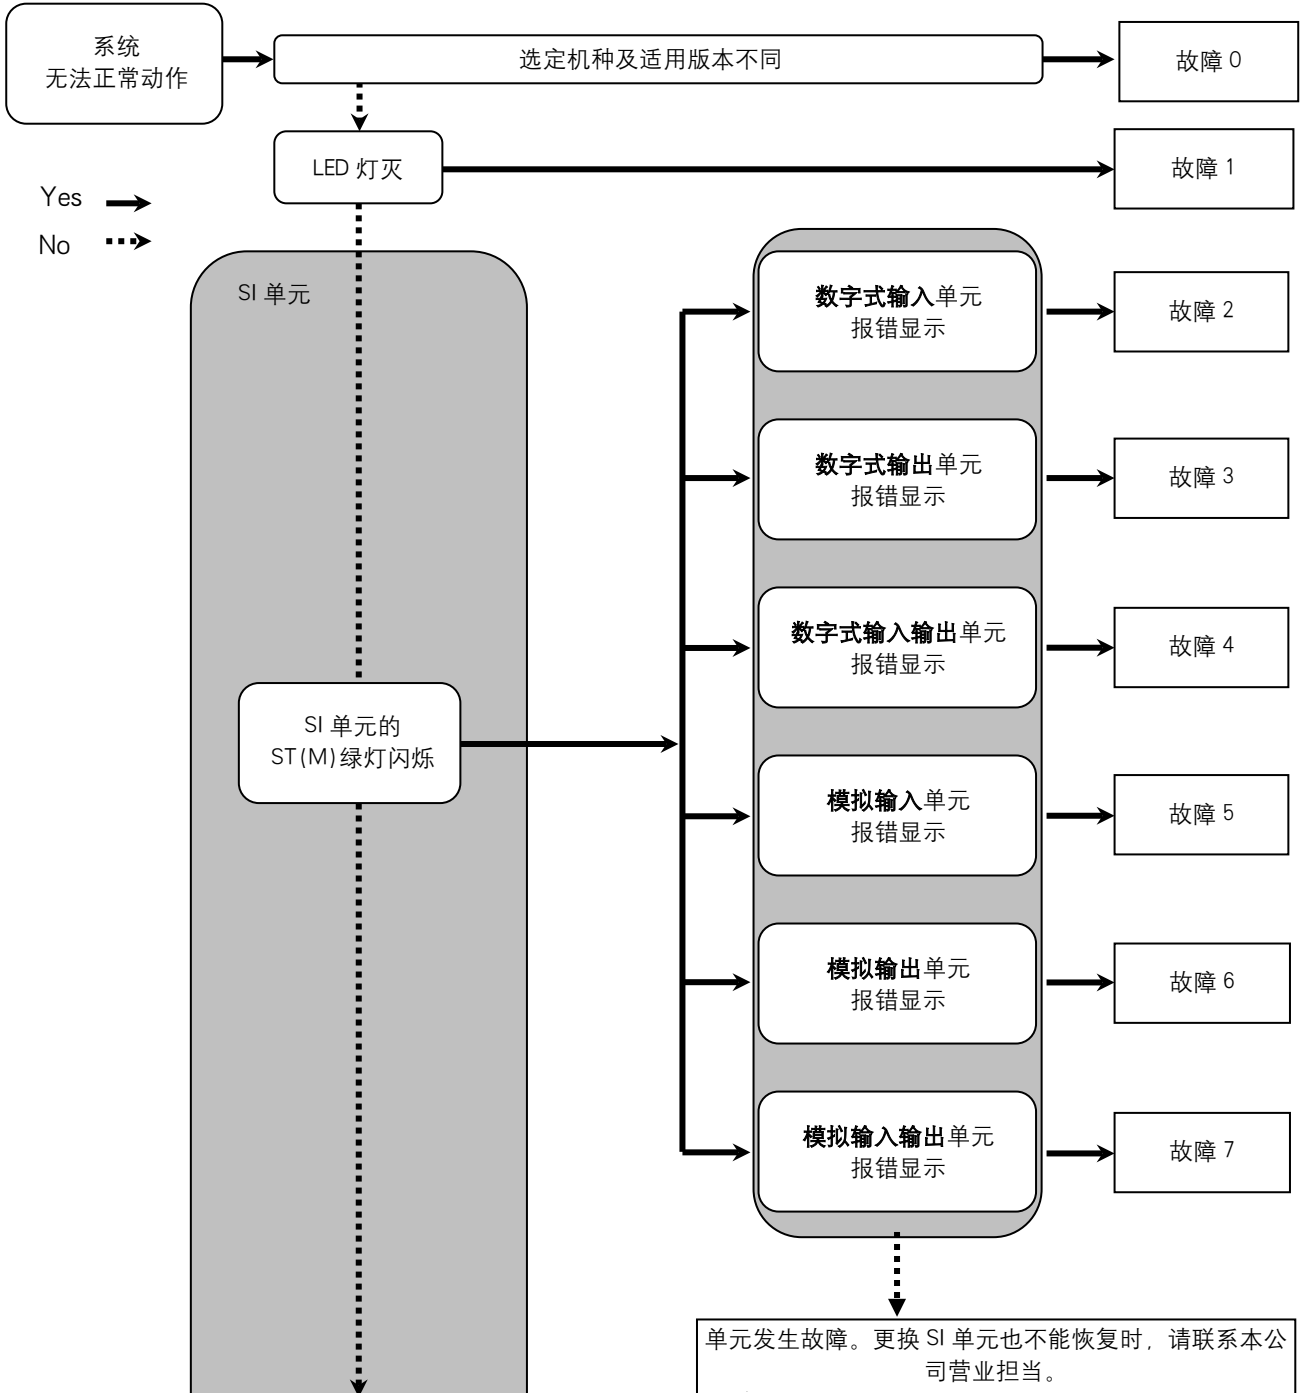 系统
无法正常动作
选定机种及适用版本不同
故障 0
LED 灯灭
故障 1
Yes
No
SI 单元
数字式输入单元
报错显示
故障 2
数字式输出单元
报错显示
故障 3
数字式输入输出单元
报错显示
故障 4
SI 单元的
ST(M)绿灯闪烁
模拟输入单元
报错显示
故障 5
模拟输出单元
报错显示
故障 6
模拟输入输出单元
报错显示
故障 7
单元发生故障。更换 SI 单元也不能恢复时，请联系本公
司营业担当。